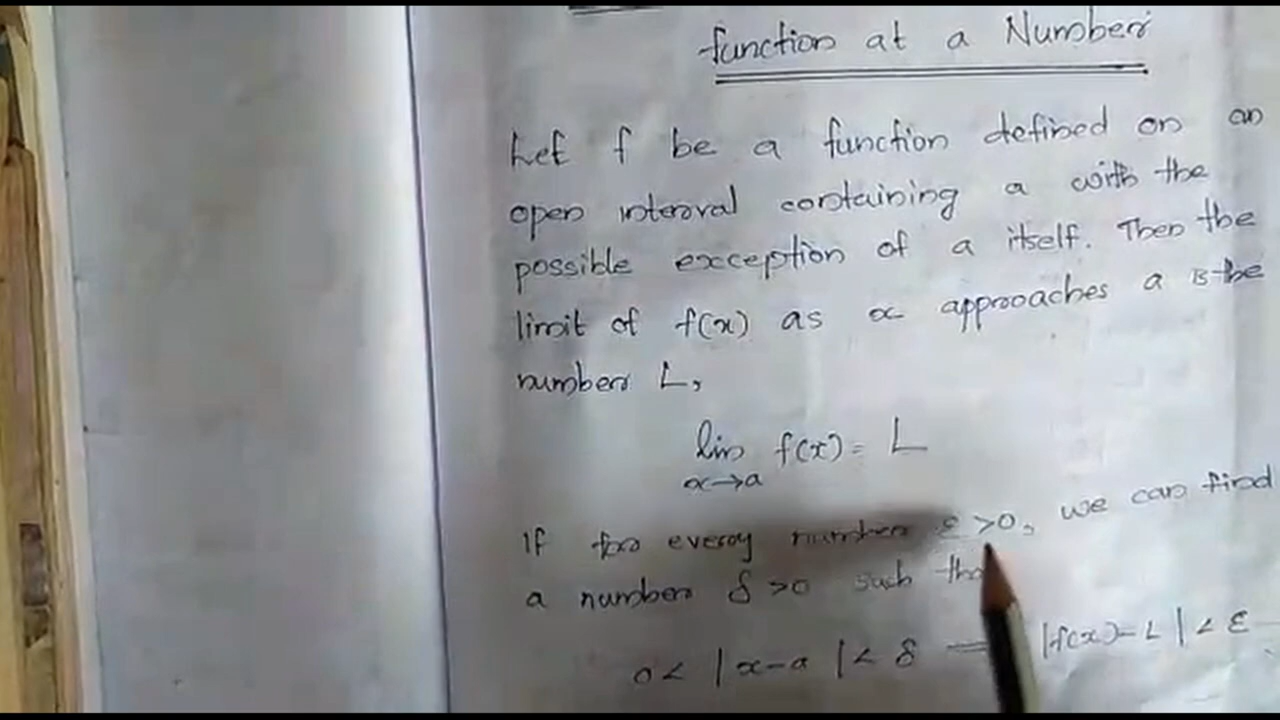 function at a Number
Let f be a function defined on an
open interval containing a with the
possible exception of a itself. Then the
limit of f(x) as x approaches a is the
number L,
lim f(x) = L
x→a
If for every number ε >0, we can find
a number δ >0 such
0< |x-a|< δ |f(x)-L|< ε